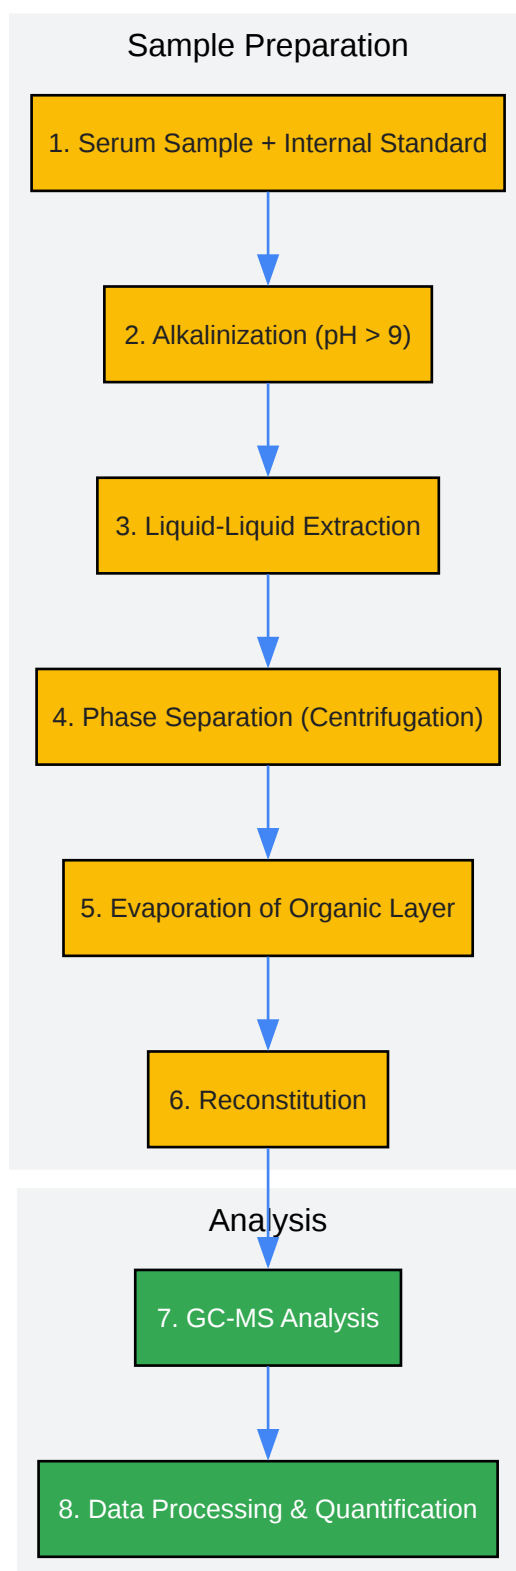 Sample Preparation
1. Serum Sample + Internal Standard
2. Alkalinization (pH > 9)
3. Liquid-Liquid Extraction
4. Phase Separation (Centrifugation)
5. Evaporation of Organic Layer
6. Reconstitution
Analysis
7. GC-MS Analysis
8. Data Processing & Quantification